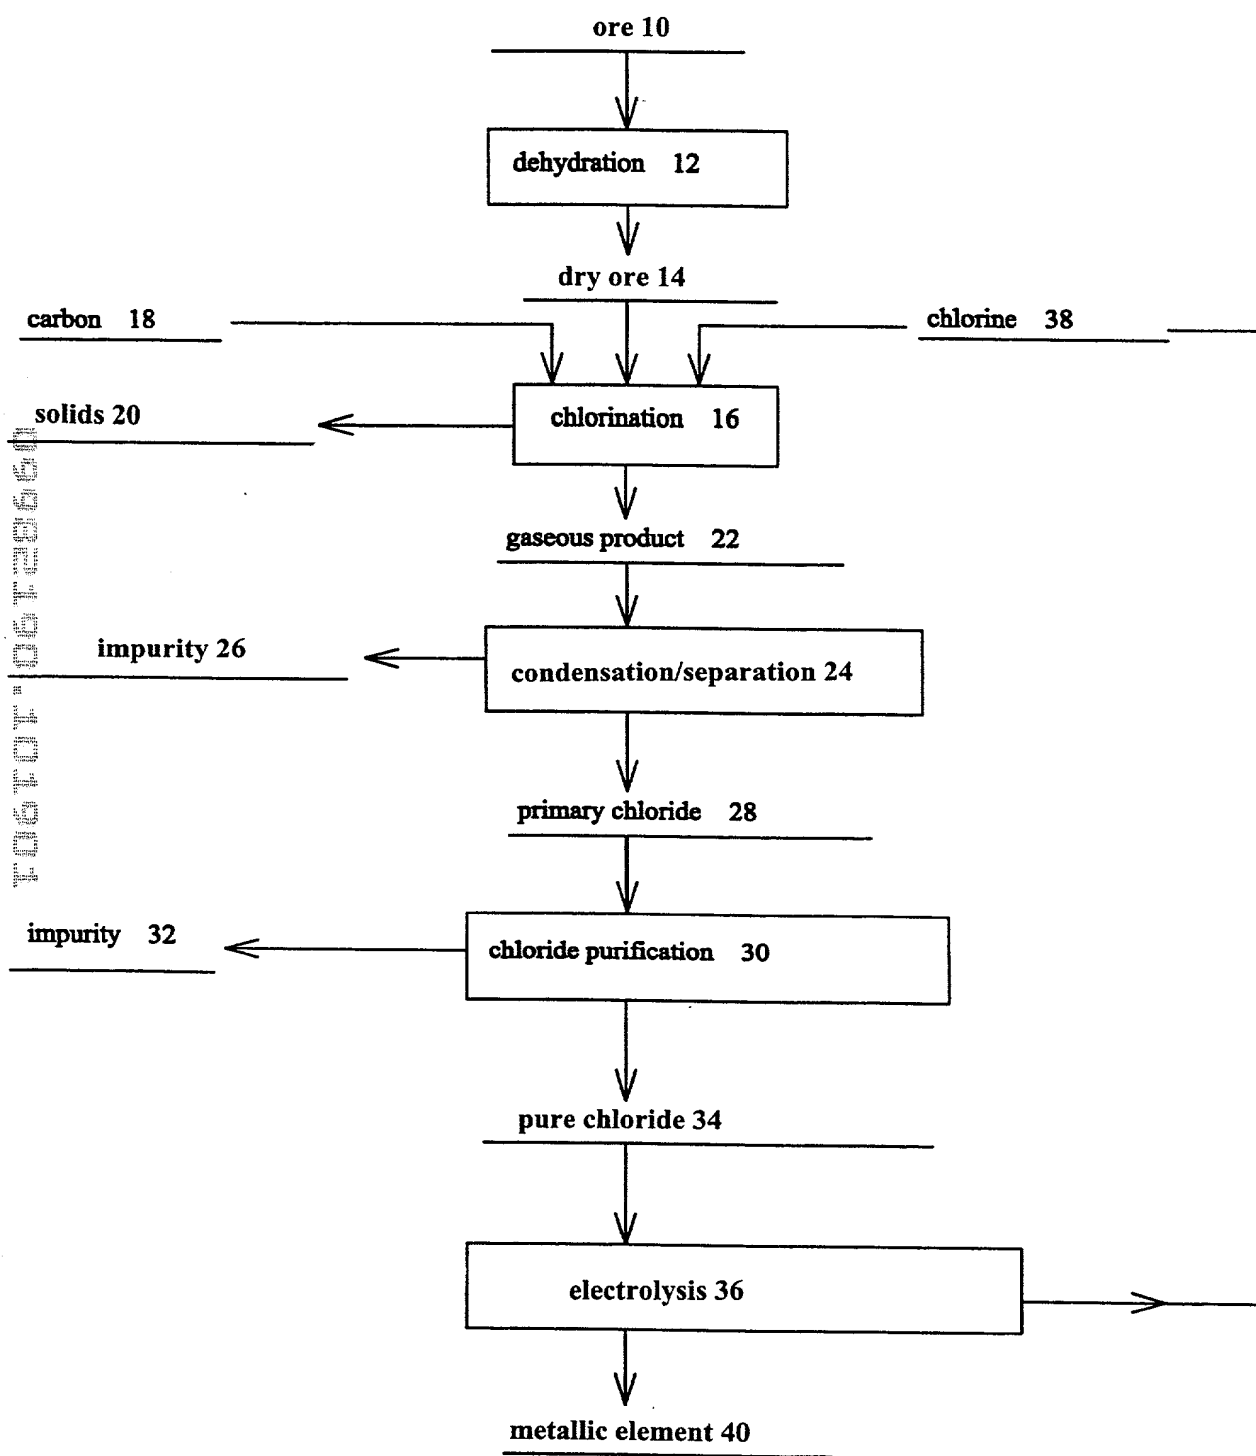 ore 10
dehydration 12
dry ore 14
carbon 18
chlorine 38
solids 20
chlorination 16
gaseous product 22
impurity 26
condensation/separation 24
primary chloride 28
impurity 32
chloride purification 30
pure chloride 34
electrolysis 36
metallic element 40